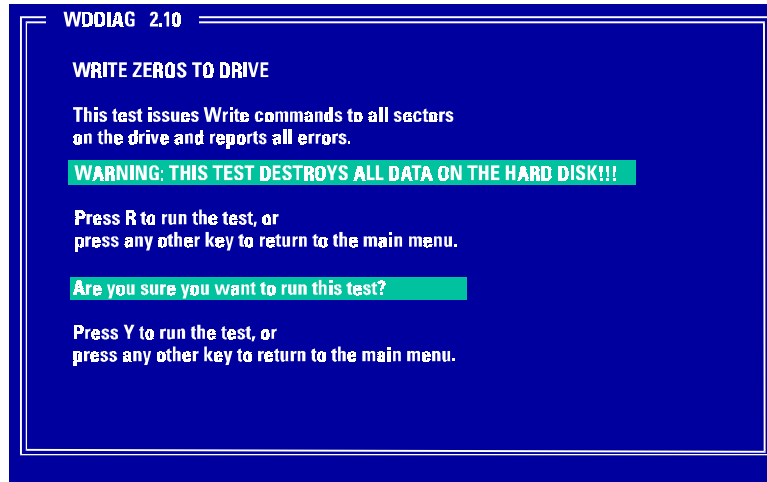 WDDIAG 2.10
WRITE ZEROS TO DRIVE
This test issues Write commands to all sectors
on the drive and reports all errors.
WARNING: THIS TEST DESTROYS ALL DATA ON THE HARD DISK!!!
Press R to run the test, or
press any other key to return to the main menu.
Are you sure you want to run this test?
Press Y to run the test, or
press any other key to return to the main menu.